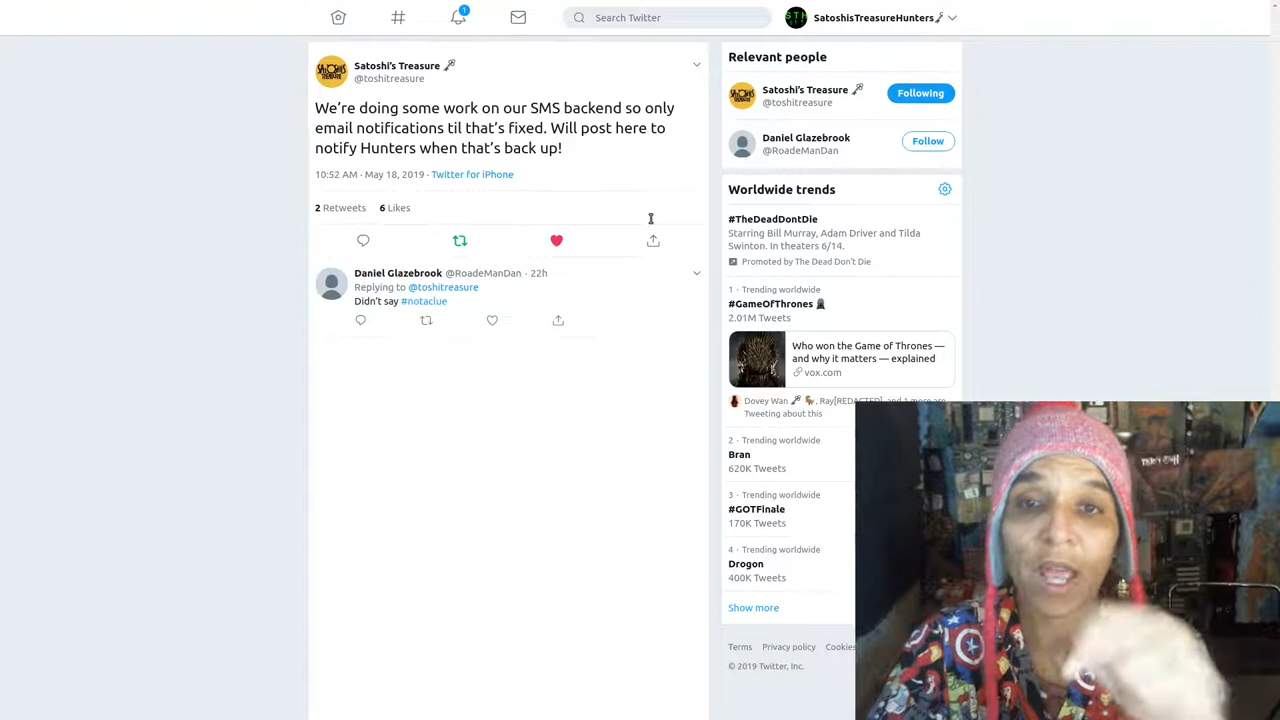 1
Search Twitter
SatoshisTreasureHunters
Satoshi's Treasure
@toshitreasure
We're doing some work on our SMS backend so only
email notifications til that's fixed. Will post here to
notify Hunters when that's back up!
10:52 AM · May 18, 2019 · Twitter for iPhone
2 Retweets 6 Likes
Daniel Glazebrook @RoadeManDan · 22h
Replying to @toshitreasure
Didn't say #notaclue
Relevant people
Satoshi's Treasure
@toshitreasure
Following
Daniel Glazebrook
@RoadeManDan
Follow
Worldwide trends
#TheDeadDontDie
Starring Bill Murray, Adam Driver and Tilda
Swinton. In theaters 6/14.
Promoted by The Dead Don't Die
1 · Trending worldwide
#GameOfThrones
2.01M Tweets
Who won the Game of Thrones —
and why it matters — explained
vox.com
Dovey Wan , Ray[REDACTED], and 1 more are
Tweeting about this
2 · Trending worldwide
Bran
620K Tweets
3 · Trending worldwide
#GOTFinale
170K Tweets
4 · Trending worldwide
Drogon
400K Tweets
Show more
Terms Privacy policy Cookies
© 2019 Twitter, Inc.